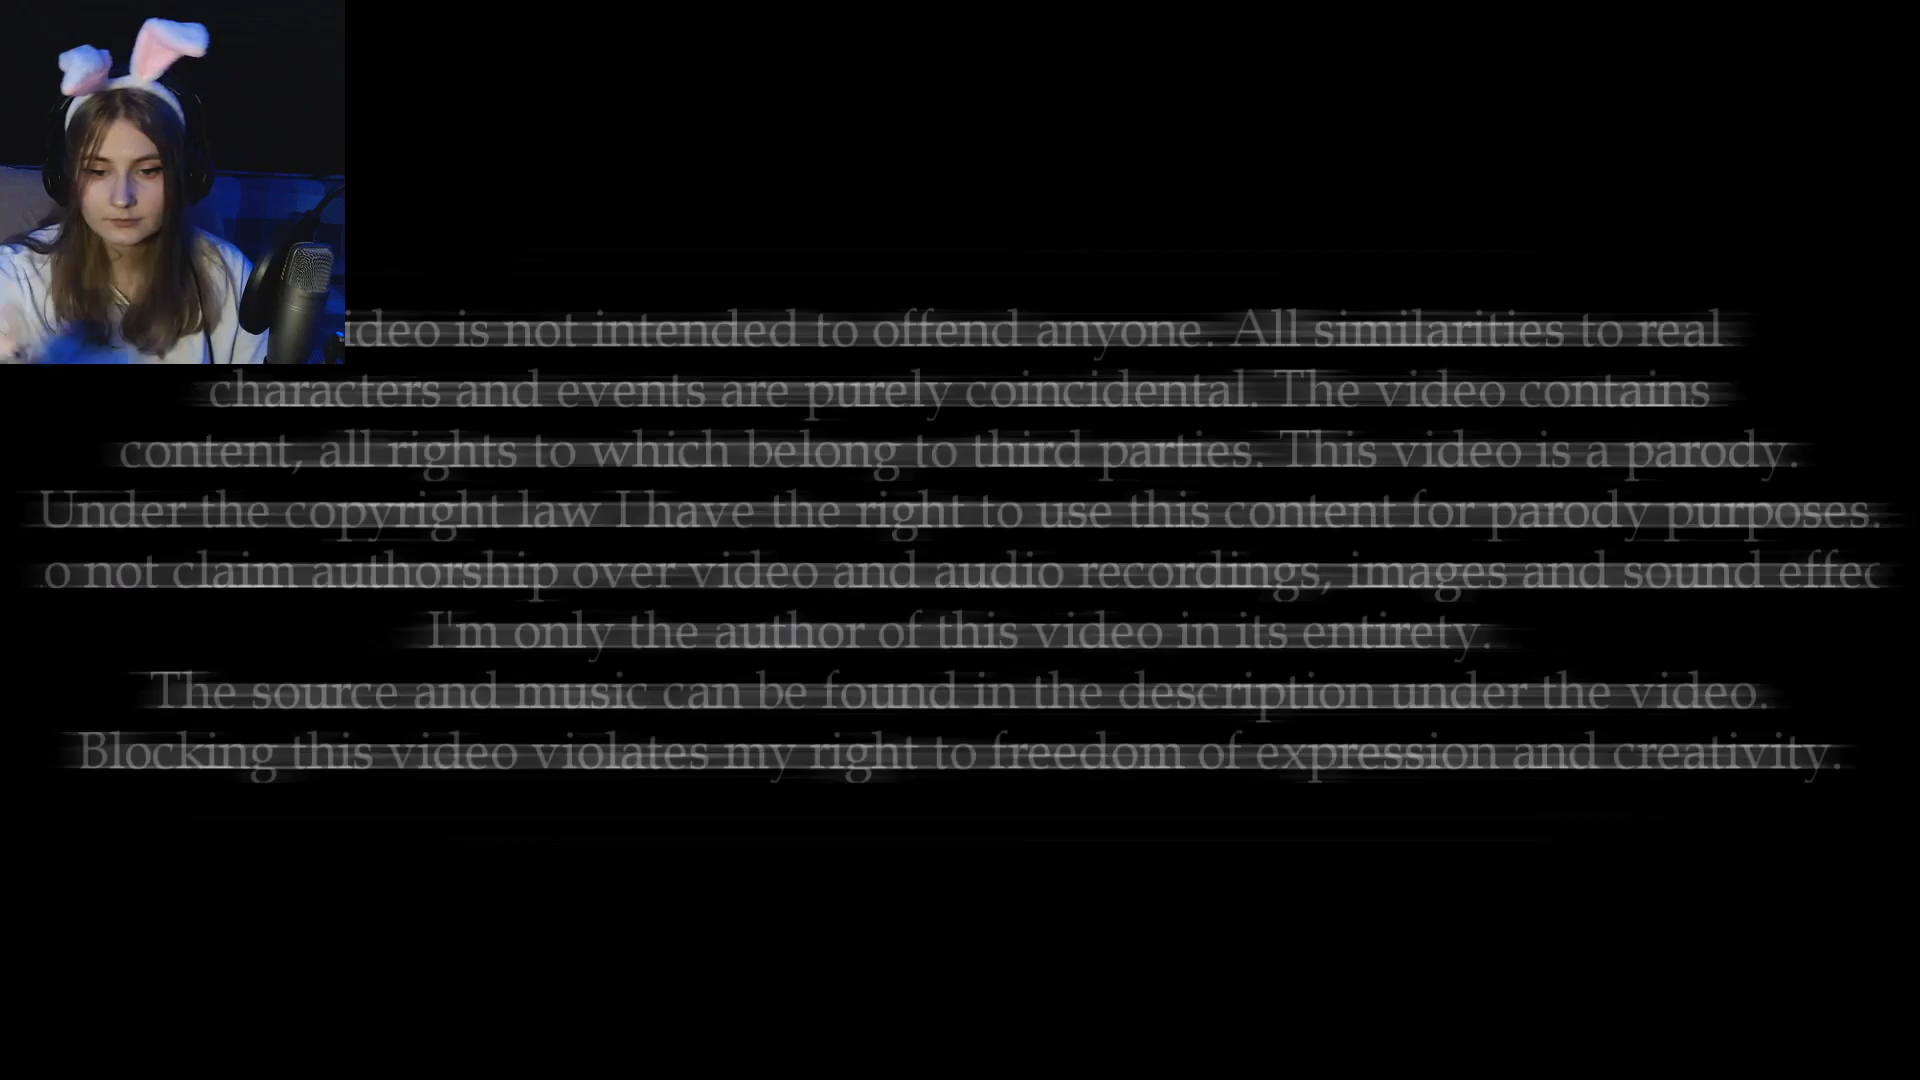 is not intended to offend anyone. All similarities to real
characters and events are purely coincidental. The video contains
content, all rights to which belong to third parties. This video is a parody.
Under the copyright law I have the right to use this content for parody purposes.
not claim authorship over video and audio recordings, images and sound
I'm only the author of this video in its entirety.
The source and music can be found in the description under the video.
Blocking this video violates my right to freedom of expression and creativity.